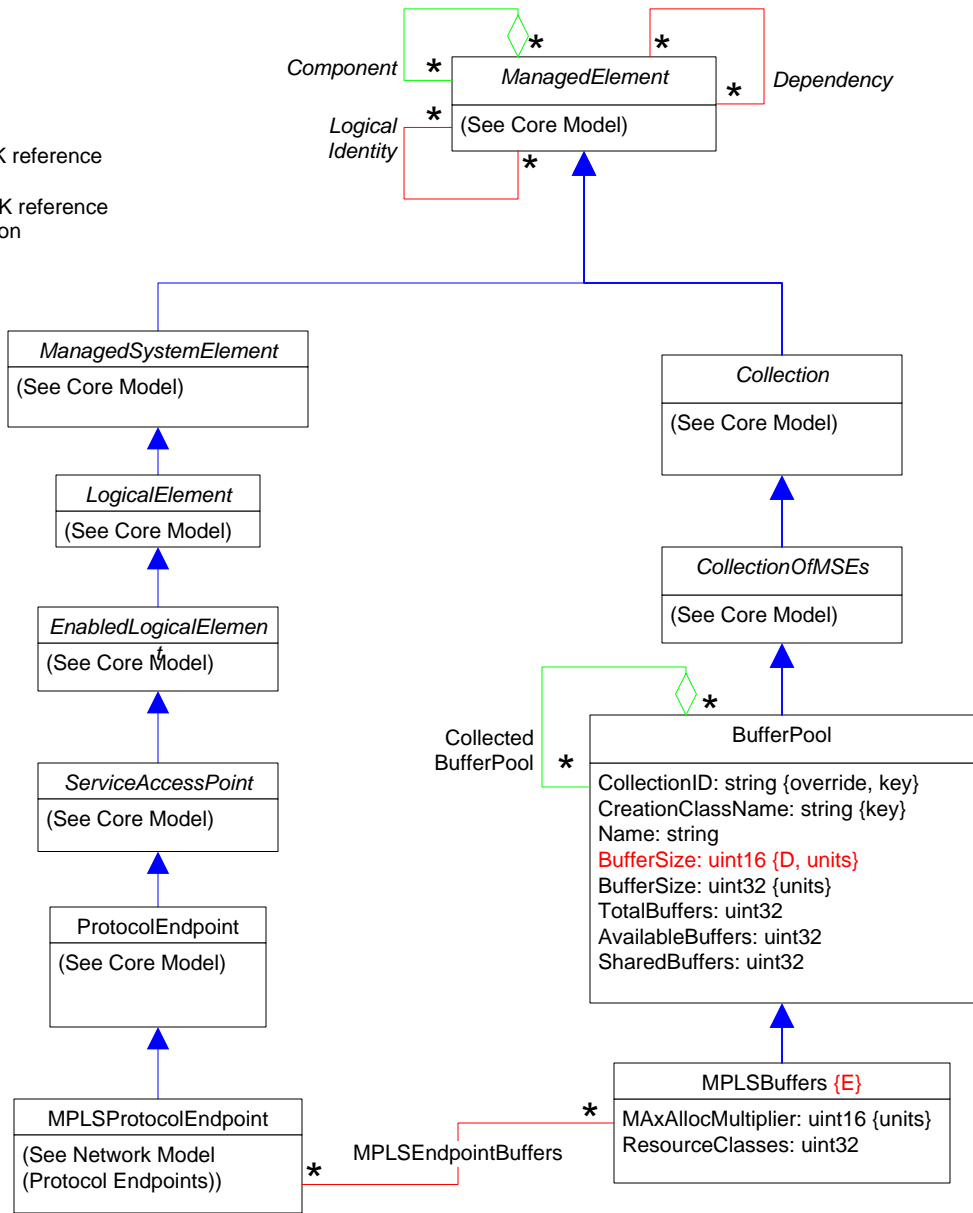 *
Component
*
ManagedElement
(See Core Model)
*
*
Dependency
Logical
Identity
*
*
K reference
K reference
on
ManagedSystemElement
(See Core Model)
Collection
(See Core Model)
LogicalElement
(See Core Model)
CollectionOfMSEs
(See Core Model)
EnabledLogicalElemen
t
(See Core Model)
Collected
BufferPool
*
*
BufferPool
CollectionID: string {override, key}
CreationClassName: string {key}
Name: string
BufferSize: uint16 {D, units}
BufferSize: uint32 {units}
TotalBuffers: uint32
AvailableBuffers: uint32
SharedBuffers: uint32
ServiceAccessPoint
(See Core Model)
ProtocolEndpoint
(See Core Model)
MPLSProtocolEndpoint
(See Network Model
(Protocol Endpoints))
*
MPLSEndpointBuffers
*
MPLSBuffers {E}
MAxAllocMultiplier: uint16 {units}
ResourceClasses: uint32